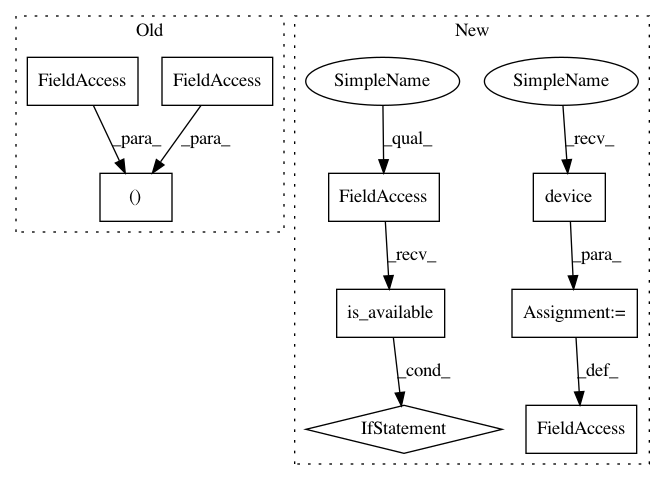 Old
New
FieldAccess
FieldAccess
SimpleName
SimpleName
_para_
_para_
_qual_
_recv_
()
FieldAccess
device
_recv_
_para_
is_available
Assignment:=
_cond_
_def_
IfStatement
FieldAccess